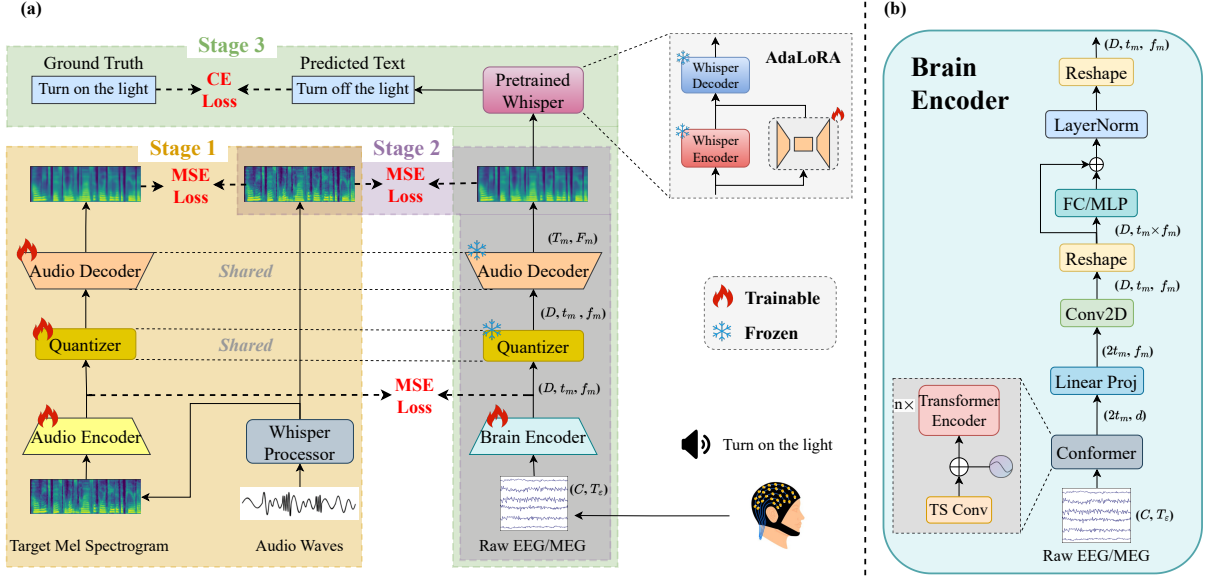 (a)
Stage 3
Ground Truth
Turn on the light
CE
Loss
Predicted Text
Turn off the light
Pretrained
Whisper
AdaLoRA
Whisper
Decoder
Whisper
Encoder
Stage 1
Stage 2
MSE
Loss
MSE
Loss
(T_m, F_m)
Audio Decoder
Shared
Audio Decoder
(D, t_m, f_m)
Quantizer
Shared
Quantizer
(D, t_m, f_m)
MSE
Loss
Audio Encoder
Whisper
Processor
Brain Encoder
(C, T_ε)
Target Mel Spectrogram
Audio Waves
Raw EEG/MEG
Trainable
Frozen
Turn on the light
(b)
Brain
Encoder
(D, t_m, f_m)
Reshape
LayerNorm
FC/MLP
(D, t_m×f_m)
Reshape
(D, t_m, f_m)
Conv2D
(2t_m, f_m)
Linear Proj
(2t_m, d)
Conformer
(C, T_ε)
Raw EEG/MEG
n×
Transformer
Encoder
TS Conv